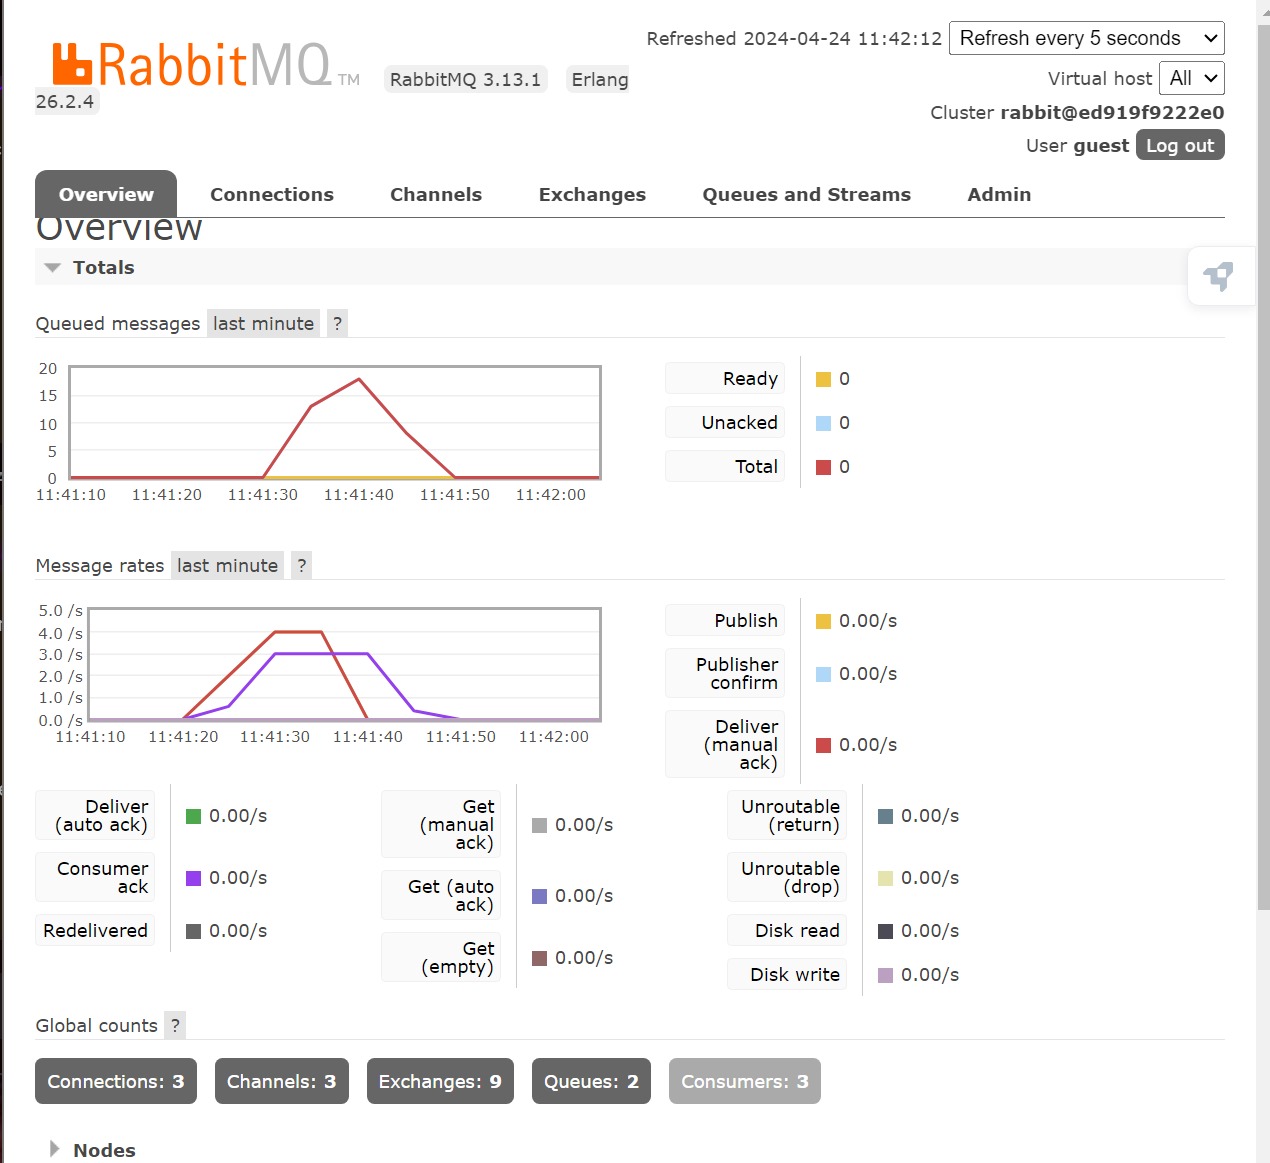 RabbitMQ TM RabbitMQ 3.13.1 Erlang
26.2.4
Refreshed 2024-04-24 11:42:12 Refresh every 5 seconds
Virtual host All
Cluster rabbit@ed919f9222e0
User guest Log out
Overview Connections Channels Exchanges Queues and Streams Admin
Overview
Totals
Queued messages last minute ?
20
15
10
5
0
11:41:10 11:41:20 11:41:30 11:41:40 11:41:50 11:42:00
Ready 0
Unacked 0
Total 0
Message rates last minute ?
5.0 /s
4.0 /s
3.0 /s
2.0 /s
1.0 /s
0.0 /s
11:41:10 11:41:20 11:41:30 11:41:40 11:41:50 11:42:00
Publish 0.00/s
Publisher
confirm 0.00/s
Deliver
(manual
ack) 0.00/s
Deliver
(auto ack) 0.00/s
Consumer
ack 0.00/s
Redelivered 0.00/s
Get
(manual
ack) 0.00/s
Get (auto
ack) 0.00/s
Get
(empty) 0.00/s
Unroutable
(return) 0.00/s
Unroutable
(drop) 0.00/s
Disk read 0.00/s
Disk write 0.00/s
Global counts ?
Connections: 3 Channels: 3 Exchanges: 9 Queues: 2 Consumers: 3
Nodes